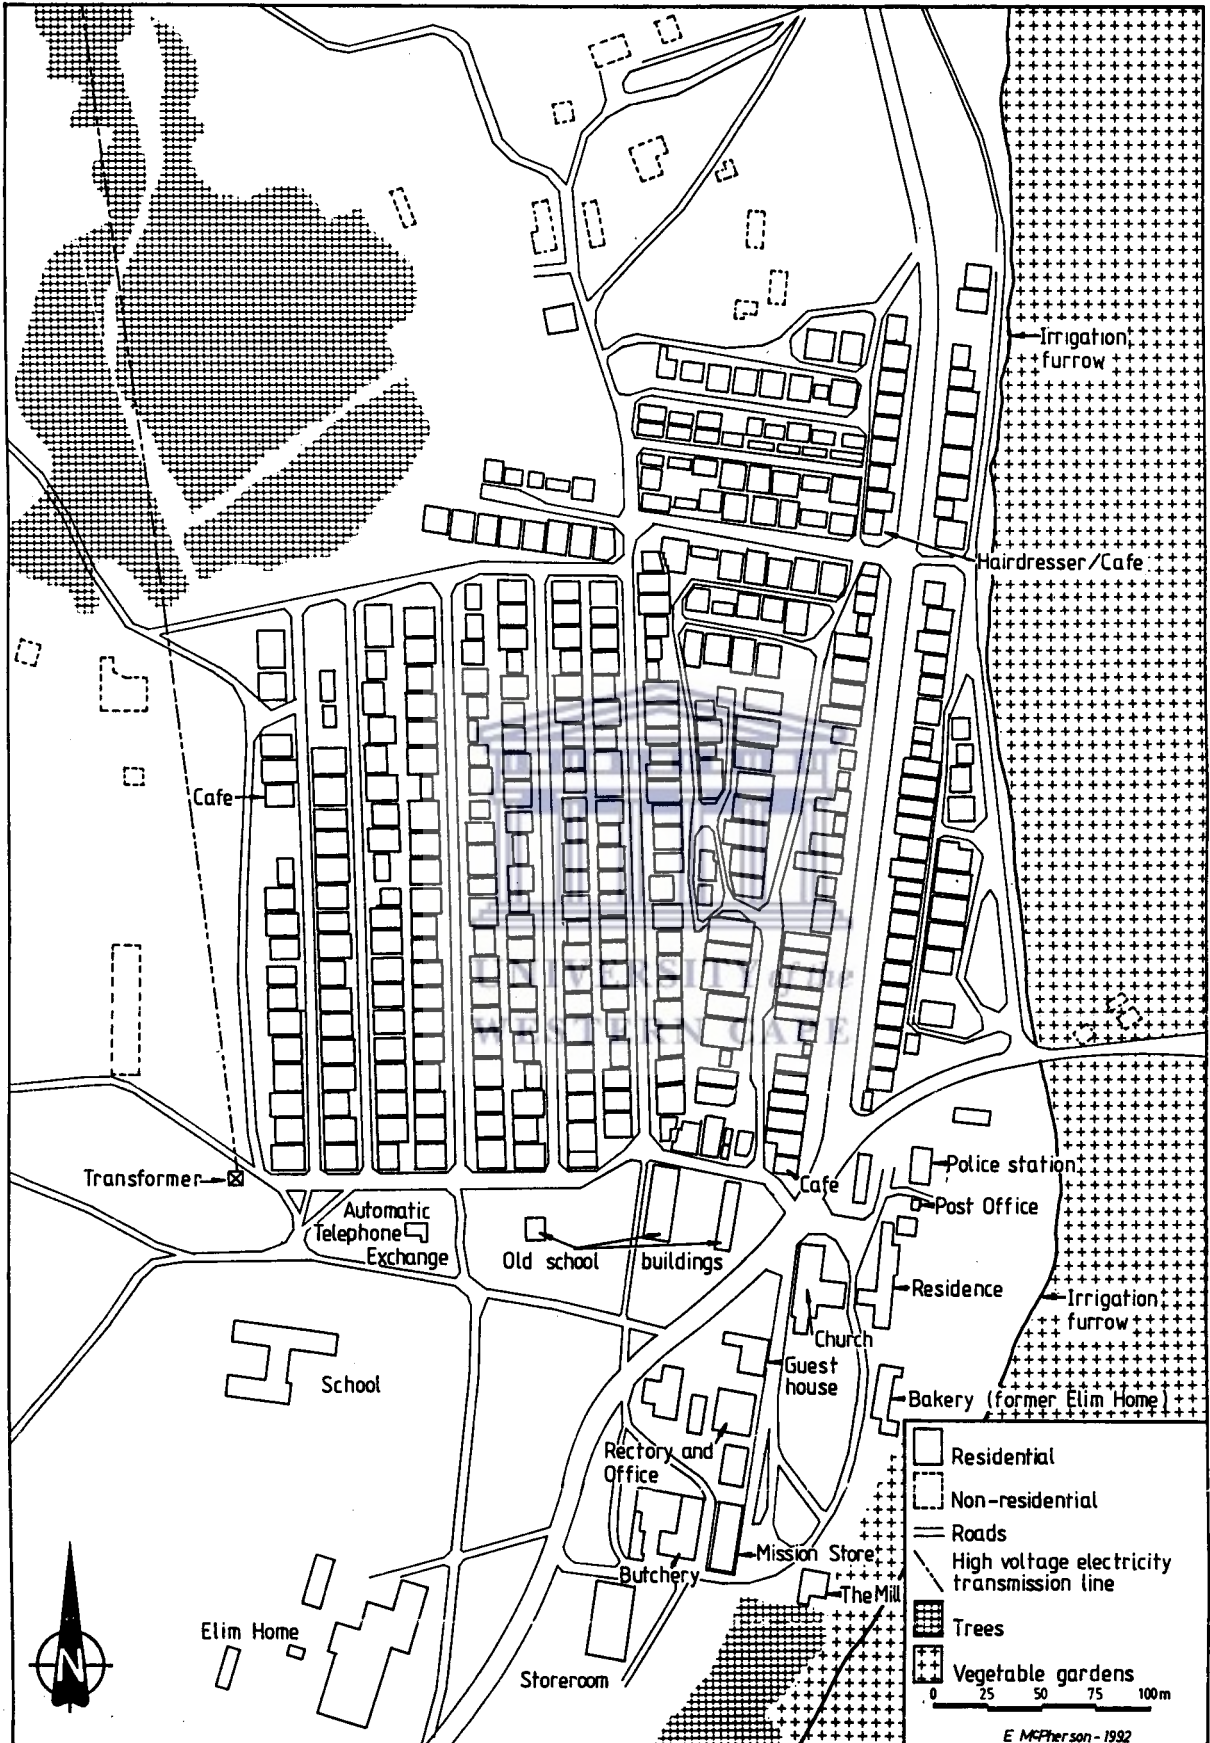 Irrigation
furrow
Hairdresser/Cafe
Cafe
UNIVERSITY of the
WESTERN CAPE
Transformer
Automatic
Telephone
Exchange
Old school buildings
Cafe
Police station
Post Office
Residence
Irrigation
furrow
Church
Guest
house
School
Bakery (former Elim Home)
Rectory and
Office
Mission Store
Butchery
The Mill
Elim Home
Storeroom
N
Residential
Non-residential
Roads
High voltage electricity
transmission line
Trees
Vegetable gardens
0 25 50 75 100m
E McPherson - 1992